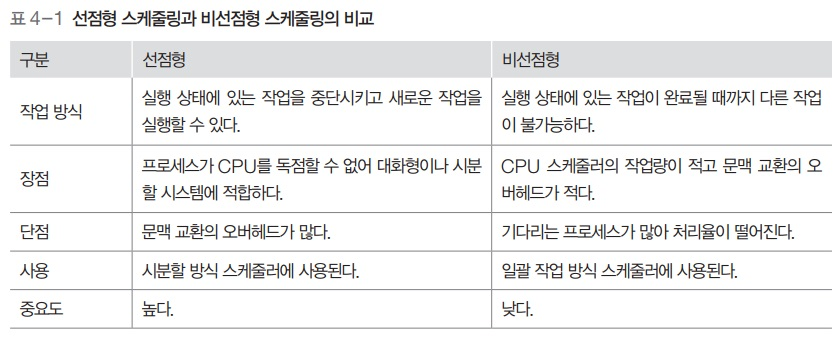 표 4-1 선점형 스케줄링과 비선점형 스케줄링의 비교
구분
선점형
비선점형
작업 방식
실행 상태에 있는 작업을 중단시키고 새로운 작업을
실행할 수 있다.
실행 상태에 있는 작업이 완료될 때까지 다른 작업
이 불가능하다.
장점
프로세스가 CPU를 독점할 수 없어 대화형이나 시분
할 시스템에 적합하다.
CPU 스케줄러의 작업량이 적고 문맥 교환의 오
버헤드가 적다.
단점
문맥 교환의 오버헤드가 많다.
기다리는 프로세스가 많아 처리율이 떨어진다.
사용
시분할 방식 스케줄러에 사용된다.
일괄 작업 방식 스케줄러에 사용된다.
중요도
높다.
낮다.